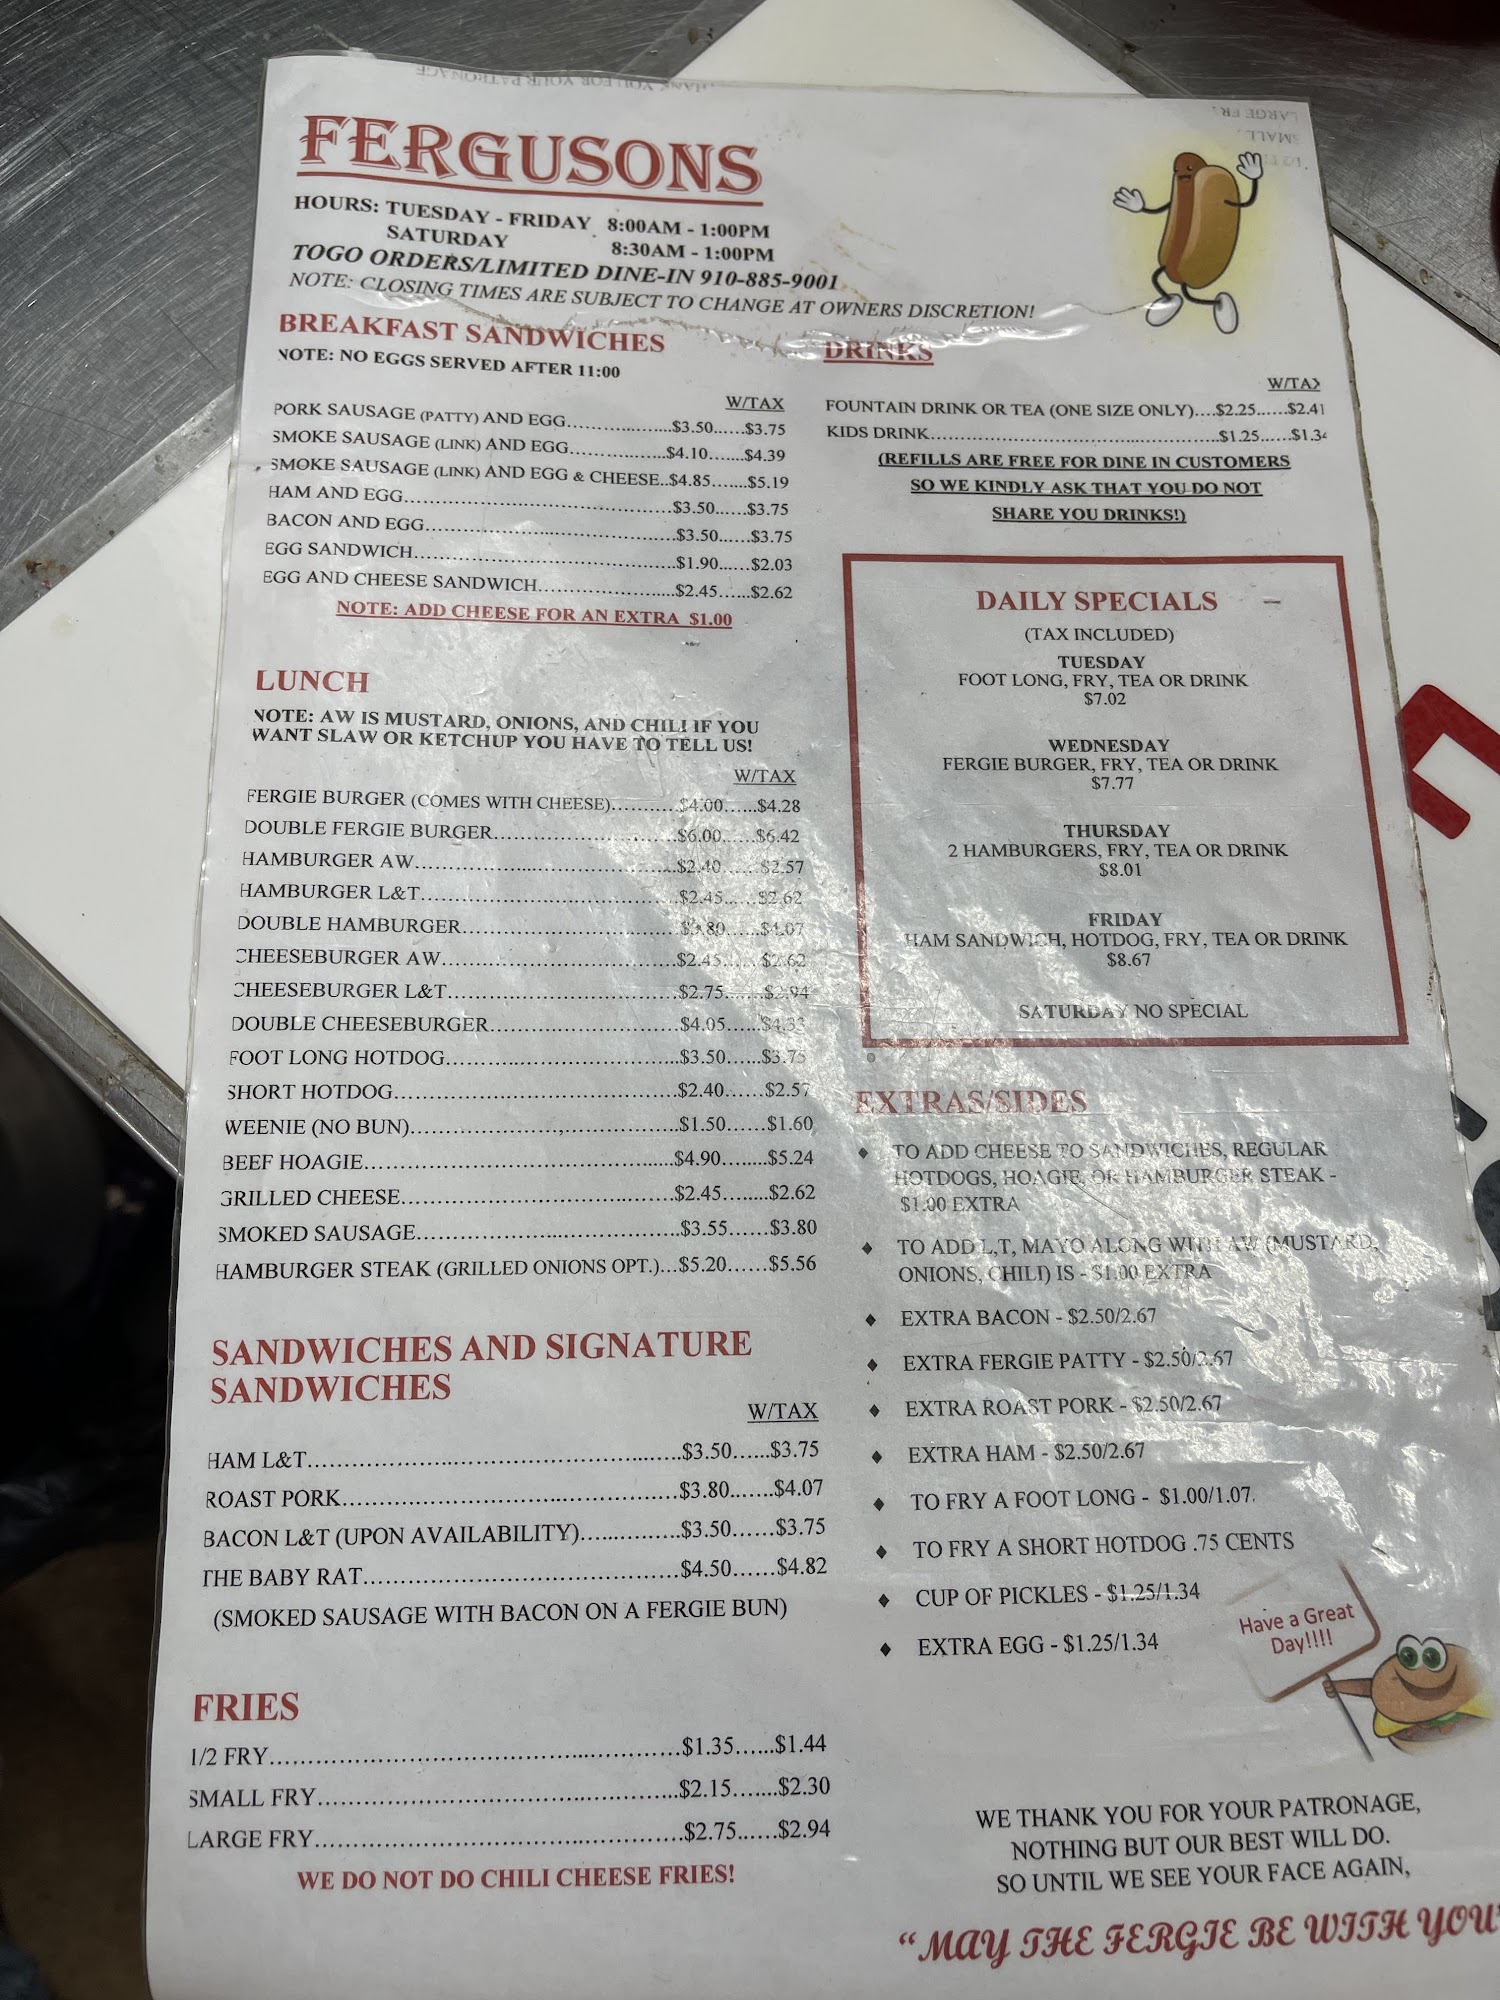 FERGUSONS
HOURS: TUESDAY - FRIDAY 8:00AM - 1:00PM
SATURDAY 8:30AM - 1:00PM
TOGO ORDERS/LIMITED DINE-IN 910-885-9001
NOTE: CLOSING TIMES ARE SUBJECT TO CHANGE AT OWNERS DISCRETION!
BREAKFAST SANDWICHES
NOTE: NO EGGS SERVED AFTER 11:00
W/TAX
PORK SAUSAGE (PATTY) AND EGG.....................$3.50......$3.75
SMOKE SAUSAGE (LINK) AND EGG...................$4.10.......$4.39
SMOKE SAUSAGE (LINK) AND EGG & CHEESE..$4.85.......$5.19
HAM AND EGG.....................................................$3.50......$3.75
BACON AND EGG.................................................$3.50......$3.75
EGG SANDWICH...................................................$1.90......$2.03
EGG AND CHEESE SANDWICH...........................$2.45......$2.62
NOTE: ADD CHEESE FOR AN EXTRA $1.00
LUNCH
NOTE: AW IS MUSTARD, ONIONS, AND CHILI IF YOU
WANT SLAW OR KETCHUP YOU HAVE TO TELL US!
W/TAX
FERGIE BURGER (COMES WITH CHEESE)...........$4.00......$4.28
DOUBLE FERGIE BURGER...............................$6.00......$6.42
HAMBURGER AW.............................................$2.40......$2.57
HAMBURGER L&T............................................$2.45......$2.62
DOUBLE HAMBURGER.....................................$3.80......$4.07
CHEESEBURGER AW........................................$2.45......$2.62
CHEESEBURGER L&T.......................................$2.75......$2.94
DOUBLE CHEESEBURGER................................$4.05......$4.33
FOOT LONG HOTDOG.......................................$3.50......$3.75
SHORT HOTDOG................................................$2.40......$2.57
WEENIE (NO BUN).............................................$1.50......$1.60
BEEF HOAGIE.....................................................$4.90........$5.24
GRILLED CHEESE...............................................$2.45........$2.62
SMOKED SAUSAGE............................................$3.55......$3.80
HAMBURGER STEAK (GRILLED ONIONS OPT.)...$5.20......$5.56
SANDWICHES AND SIGNATURE
SANDWICHES
W/TAX
HAM L&T..............................................................$3.50......$3.75
ROAST PORK........................................................$3.80.......$4.07
BACON L&T (UPON AVAILABILITY)................$3.50......$3.75
THE BABY RAT....................................................$4.50......$4.82
(SMOKED SAUSAGE WITH BACON ON A FERGIE BUN)
FRIES
1/2 FRY..................................................................$1.35......$1.44
SMALL FRY..........................................................$2.15.......$2.30
LARGE FRY..........................................................$2.75......$2.94
WE DO NOT DO CHILI CHEESE FRIES!
DRINKS
W/TAX
FOUNTAIN DRINK OR TEA (ONE SIZE ONLY)....$2.25......$2.41
KIDS DRINK....................................................$1.25......$1.34
(REFILLS ARE FREE FOR DINE IN CUSTOMERS
SO WE KINDLY ASK THAT YOU DO NOT
SHARE YOU DRINKS!)
DAILY SPECIALS
(TAX INCLUDED)
TUESDAY
FOOT LONG, FRY, TEA OR DRINK
$7.02
WEDNESDAY
FERGIE BURGER, FRY, TEA OR DRINK
$7.77
THURSDAY
2 HAMBURGERS, FRY, TEA OR DRINK
$8.01
FRIDAY
HAM SANDWICH, HOTDOG, FRY, TEA OR DRINK
$8.67
SATURDAY NO SPECIAL
EXTRAS/SIDES
♦ TO ADD CHEESE TO SANDWICHES, REGULAR
HOTDOGS, HOAGIE, OR HAMBURGER STEAK -
$1.00 EXTRA
♦ TO ADD L,T, MAYO ALONG WITH AW (MUSTARD,
ONIONS, CHILI) IS - $1.00 EXTRA
♦ EXTRA BACON - $2.50/2.67
♦ EXTRA FERGIE PATTY - $2.50/2.67
♦ EXTRA ROAST PORK - $2.50/2.67
♦ EXTRA HAM - $2.50/2.67
♦ TO FRY A FOOT LONG - $1.00/1.07.
♦ TO FRY A SHORT HOTDOG .75 CENTS
♦ CUP OF PICKLES - $1.25/1.34
♦ EXTRA EGG - $1.25/1.34
Have a Great
Day!!!!
WE THANK YOU FOR YOUR PATRONAGE,
NOTHING BUT OUR BEST WILL DO.
SO UNTIL WE SEE YOUR FACE AGAIN,
"MAY THE FERGIE BE WITH YOU"